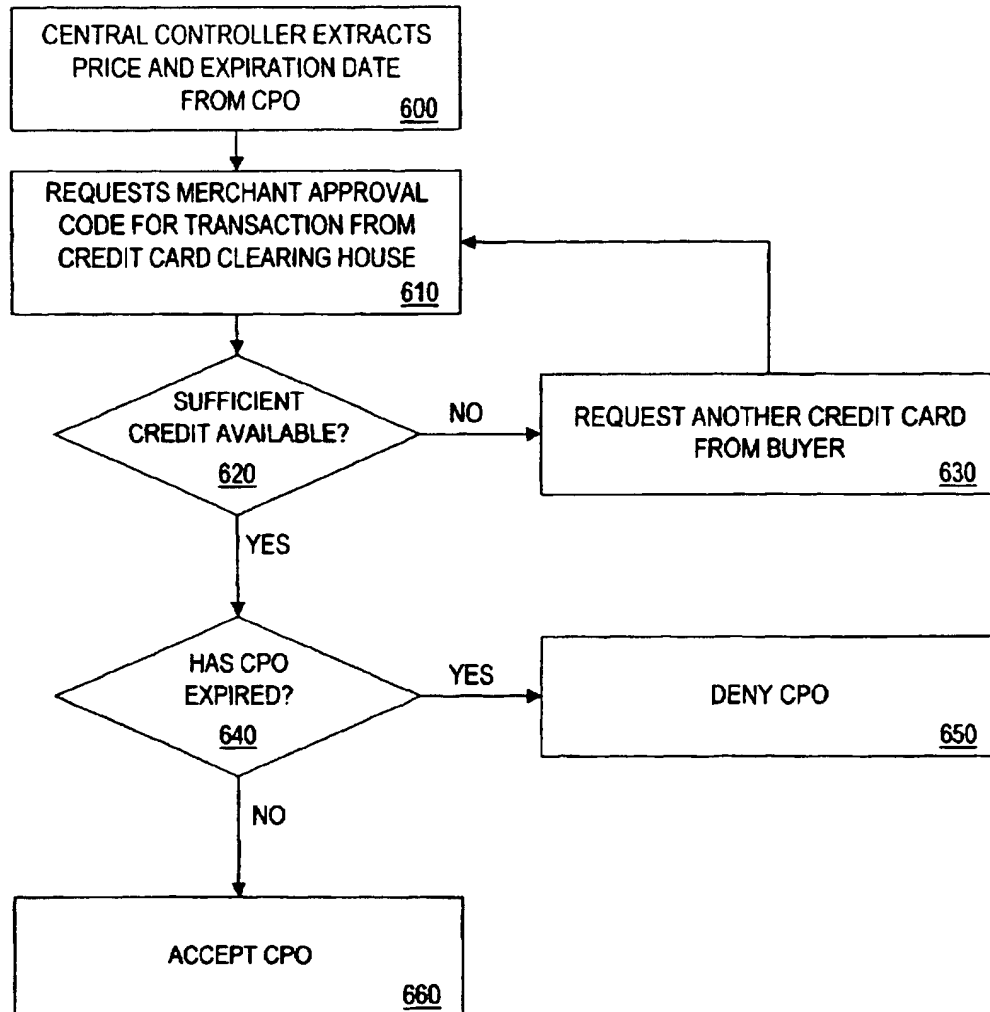 CENTRAL CONTROLLER EXTRACTS
PRICE AND EXPIRATION DATE
FROM CPO
600
REQUESTS MERCHANT APPROVAL
CODE FOR TRANSACTION FROM
CREDIT CARD CLEARING HOUSE
610
SUFFICIENT
CREDIT AVAILABLE?
620
NO
REQUEST ANOTHER CREDIT CARD
FROM BUYER
630
YES
HAS CPO
EXPIRED?
640
YES
DENY CPO
650
NO
ACCEPT CPO
660